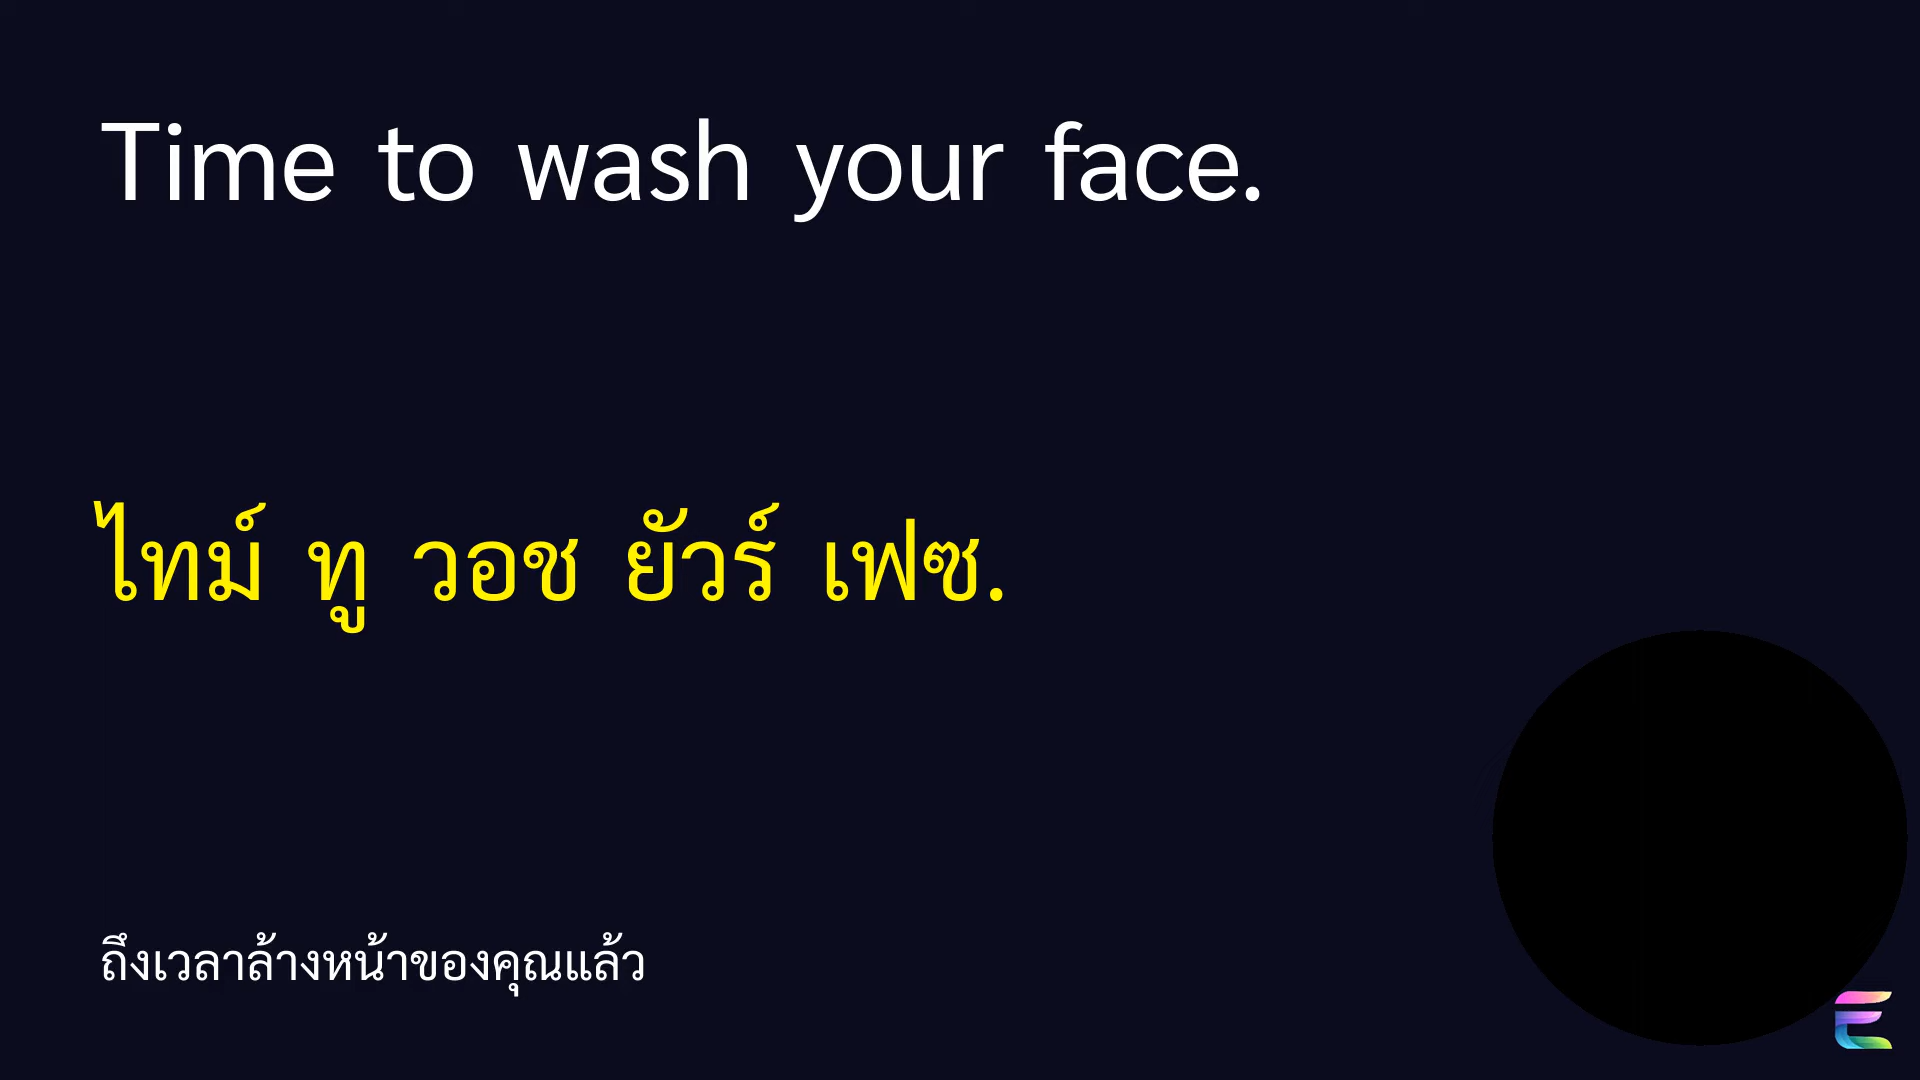 Time to wash your face.
ไทม์ ทู วอช ยัวร์ เฟซ.
ถึงเวลาล้างหน้าของคุณแล้ว